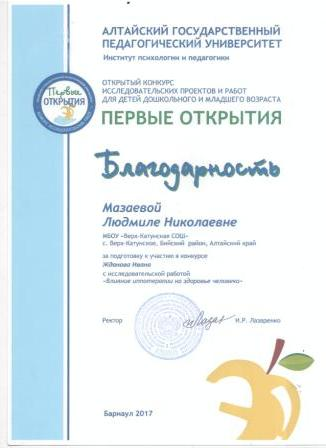 АЛТАЙСКИЙ ГОСУДАРСТВЕННЫЙ
ПЕДАГОГИЧЕСКИЙ УНИВЕРСИТЕТ
Институт психологии и педагогики
Первые
ОТКРЫТИЯ
ОТКРЫТЫЙ КОНКУРС
ИССЛЕДОВАТЕЛЬСКИХ ПРОЕКТОВ И РАБОТ
ДЛЯ ДЕТЕЙ ДОШКОЛЬНОГО И МЛАДШЕГО ВОЗРАСТА
ПЕРВЫЕ ОТКРЫТИЯ
Благодарность
Мазаевой
Людмиле Николаевне
МБОУ «Верх-Катунская СОШ»
с. Верх-Катунское, Бийский район, Алтайский край
за подготовку к участию в конкурсе
Жданова Ивана
с исследовательской работой
«Влияние иппотерапии на здоровье человека»
Ректор И.Р. Лазаренко
Барнаул 2017